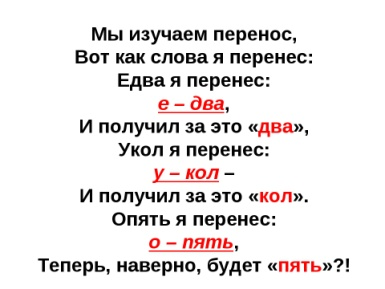 Мы изучаем перенос,
Вот как слова я перенес:
Едва я перенес:
е – два,
И получил за это «два»,
Укол я перенес:
у – кол –
И получил за это «кол».
Опять я перенес:
о – пять,
Теперь, наверно, будет «пять»?!